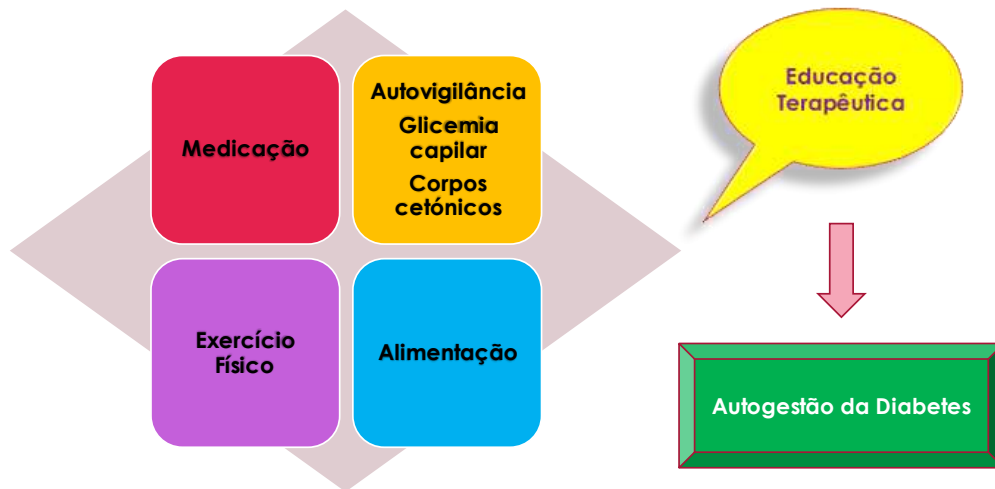 Medicação
Autovigilância
Glicemia
capilar
Corpos
cetónicos
Exercício
Físico
Alimentação
Educação
Terapêutica
Autogestão da Diabetes